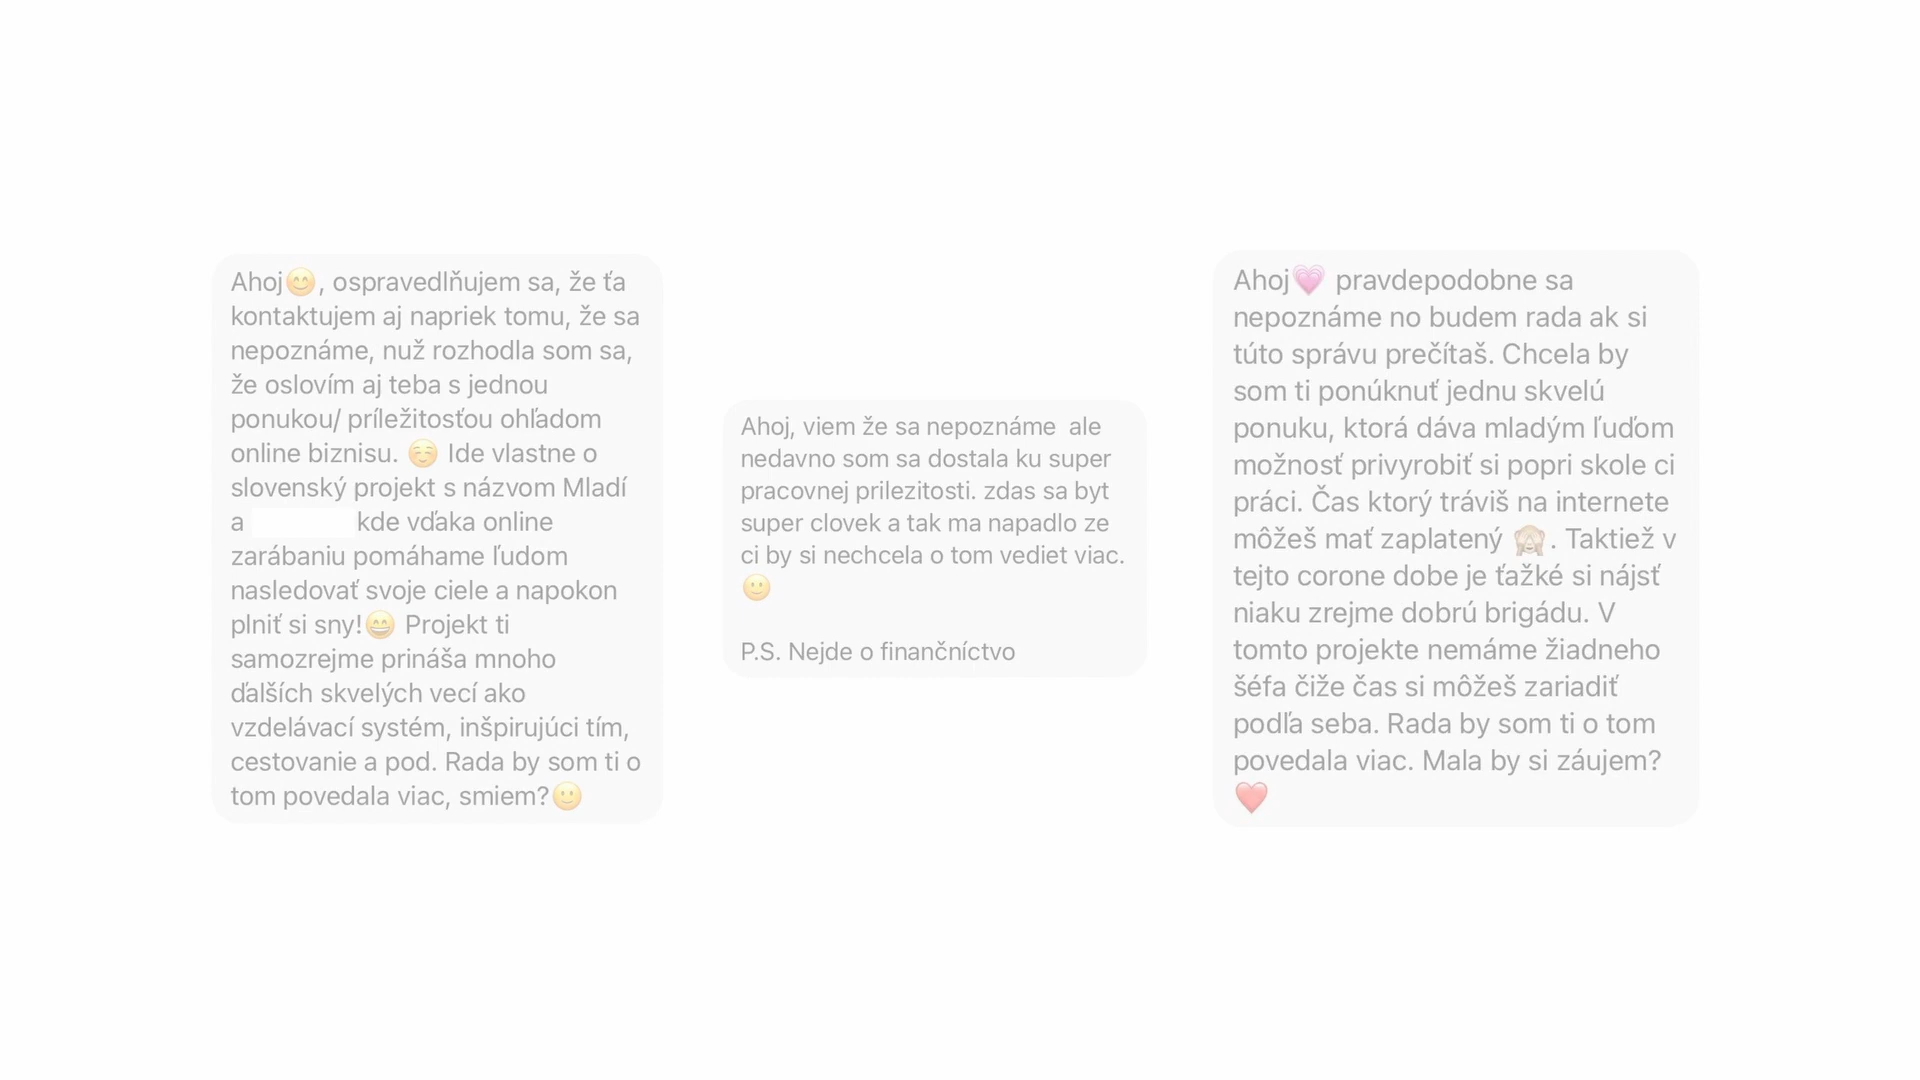 Ahoj😊, ospravedlňujem sa, že ťa
kontaktujem aj napriek tomu, že sa
nepoznáme, nuž rozhodla som sa,
že oslovím aj teba s jednou
ponukou/ príležitosťou ohľadom
online biznisu. ☺️ Ide vlastne o
slovenský projekt s názvom Mladí
a kde vďaka online
zarábaniu pomáhame ľudom
nasledovať svoje ciele a napokon
plniť si sny!😄 Projekt ti
samozrejme prináša mnoho
ďalších skvelých vecí ako
vzdelávací systém, inšpirujúci tím,
cestovanie a pod. Rada by som ti o
tom povedala viac, smiem?🙂
Ahoj, viem že sa nepoznáme  ale
nedavno som sa dostala ku super
pracovnej prilezitosti. zdas sa byt
super clovek a tak ma napadlo ze
ci by si nechcela o tom vediet viac.
🙂
P.S. Nejde o finančníctvo
Ahoj💗 pravdepodobne sa
nepoznáme no budem rada ak si
túto správu prečítaš. Chcela by
som ti ponúknuť jednu skvelú
ponuku, ktorá dáva mladým ľuďom
možnosť privyrobiť si popri skole ci
práci. Čas ktorý tráviš na internete
môžeš mať zaplatený 🙈. Taktiež v
tejto corone dobe je ťažké si nájsť
niaku zrejme dobrú brigádu. V
tomto projekte nemáme žiadneho
šéfa čiže čas si môžeš zariadiť
podľa seba. Rada by som ti o tom
povedala viac. Mala by si záujem?
❤️